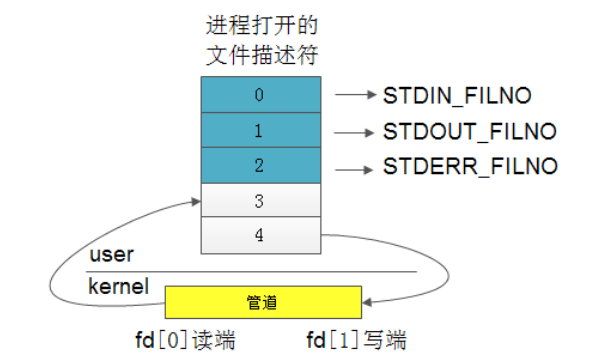 进程打开的
文件描述符
0
STDIN_FILNO
1
STDOUT_FILNO
2
STDERR_FILNO
3
4
user
kernel
管道
fd[0]读端
fd[1]写端